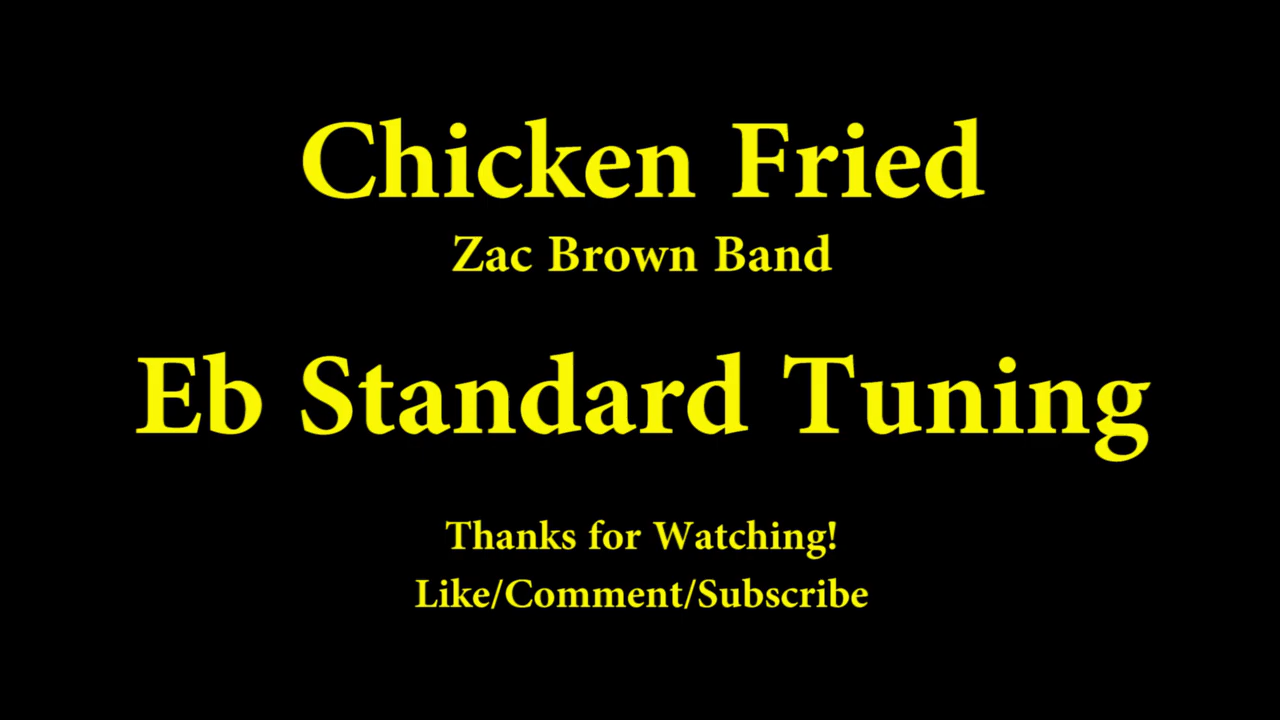 Chicken Fried
Zac Brown Band
Eb Standard Tuning
Thanks for Watching!
Like/Comment/Subscribe